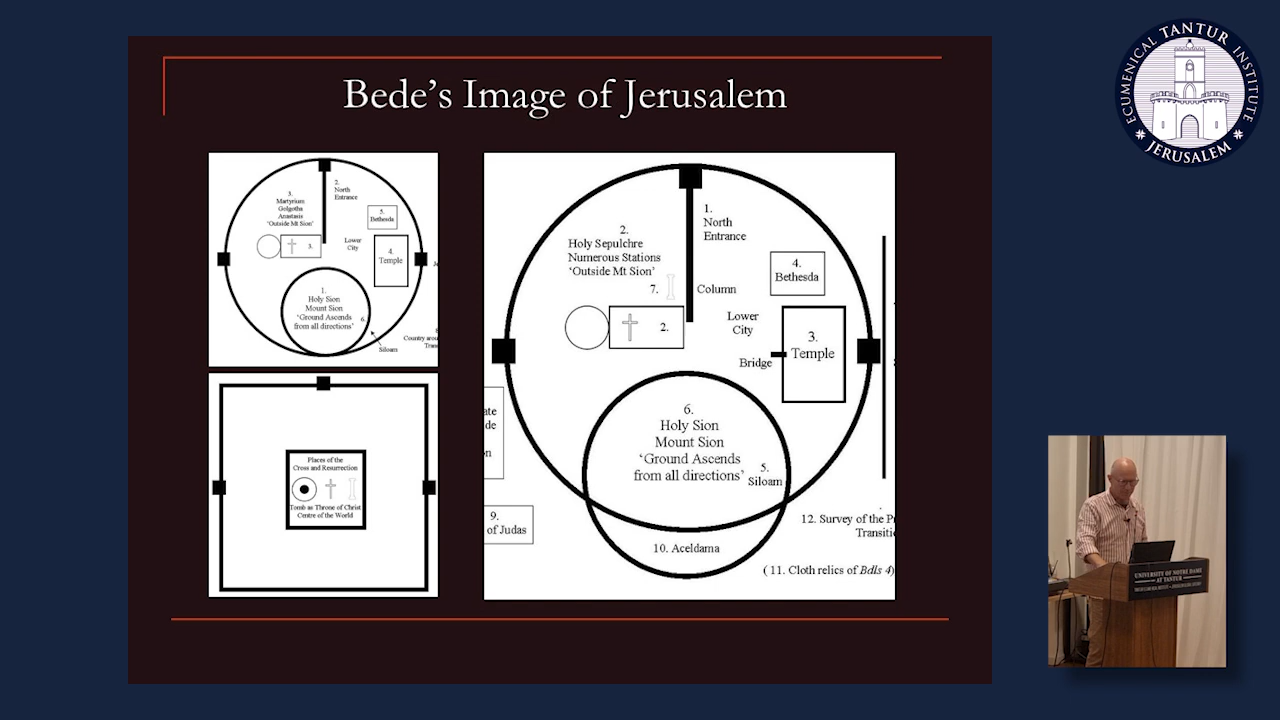 Bede's Image of Jerusalem
3.
Martyrium
Golgotha
Anastasis
'Outside Mt Sion'
2.
North
Entrance
5.
Bethesda
3.
Lower
City
4.
Temple
1.
Holy Sion
Mount Sion
'Ground Ascends
from all directions'
6.
Siloam
Country
Places of the
Cross and Resurrection
Tomb as Throne of Christ
Centre of the World
1.
North
Entrance
2.
Holy Sepulchre
Numerous Stations
'Outside Mt Sion'
7.
Column
4.
Bethesda
2.
Lower
City
Bridge
3.
Temple
6.
Holy Sion
Mount Sion
'Ground Ascends
from all directions'
5.
Siloam
9.
of Judas
10. Aceldama
12. Survey of the
(11. Cloth relics of Bdls 4)
ECUMENICAL TANTUR INSTITUTE
JERUSALEM
UNIVERSITY OF NOTRE DAME
AT TANTUR